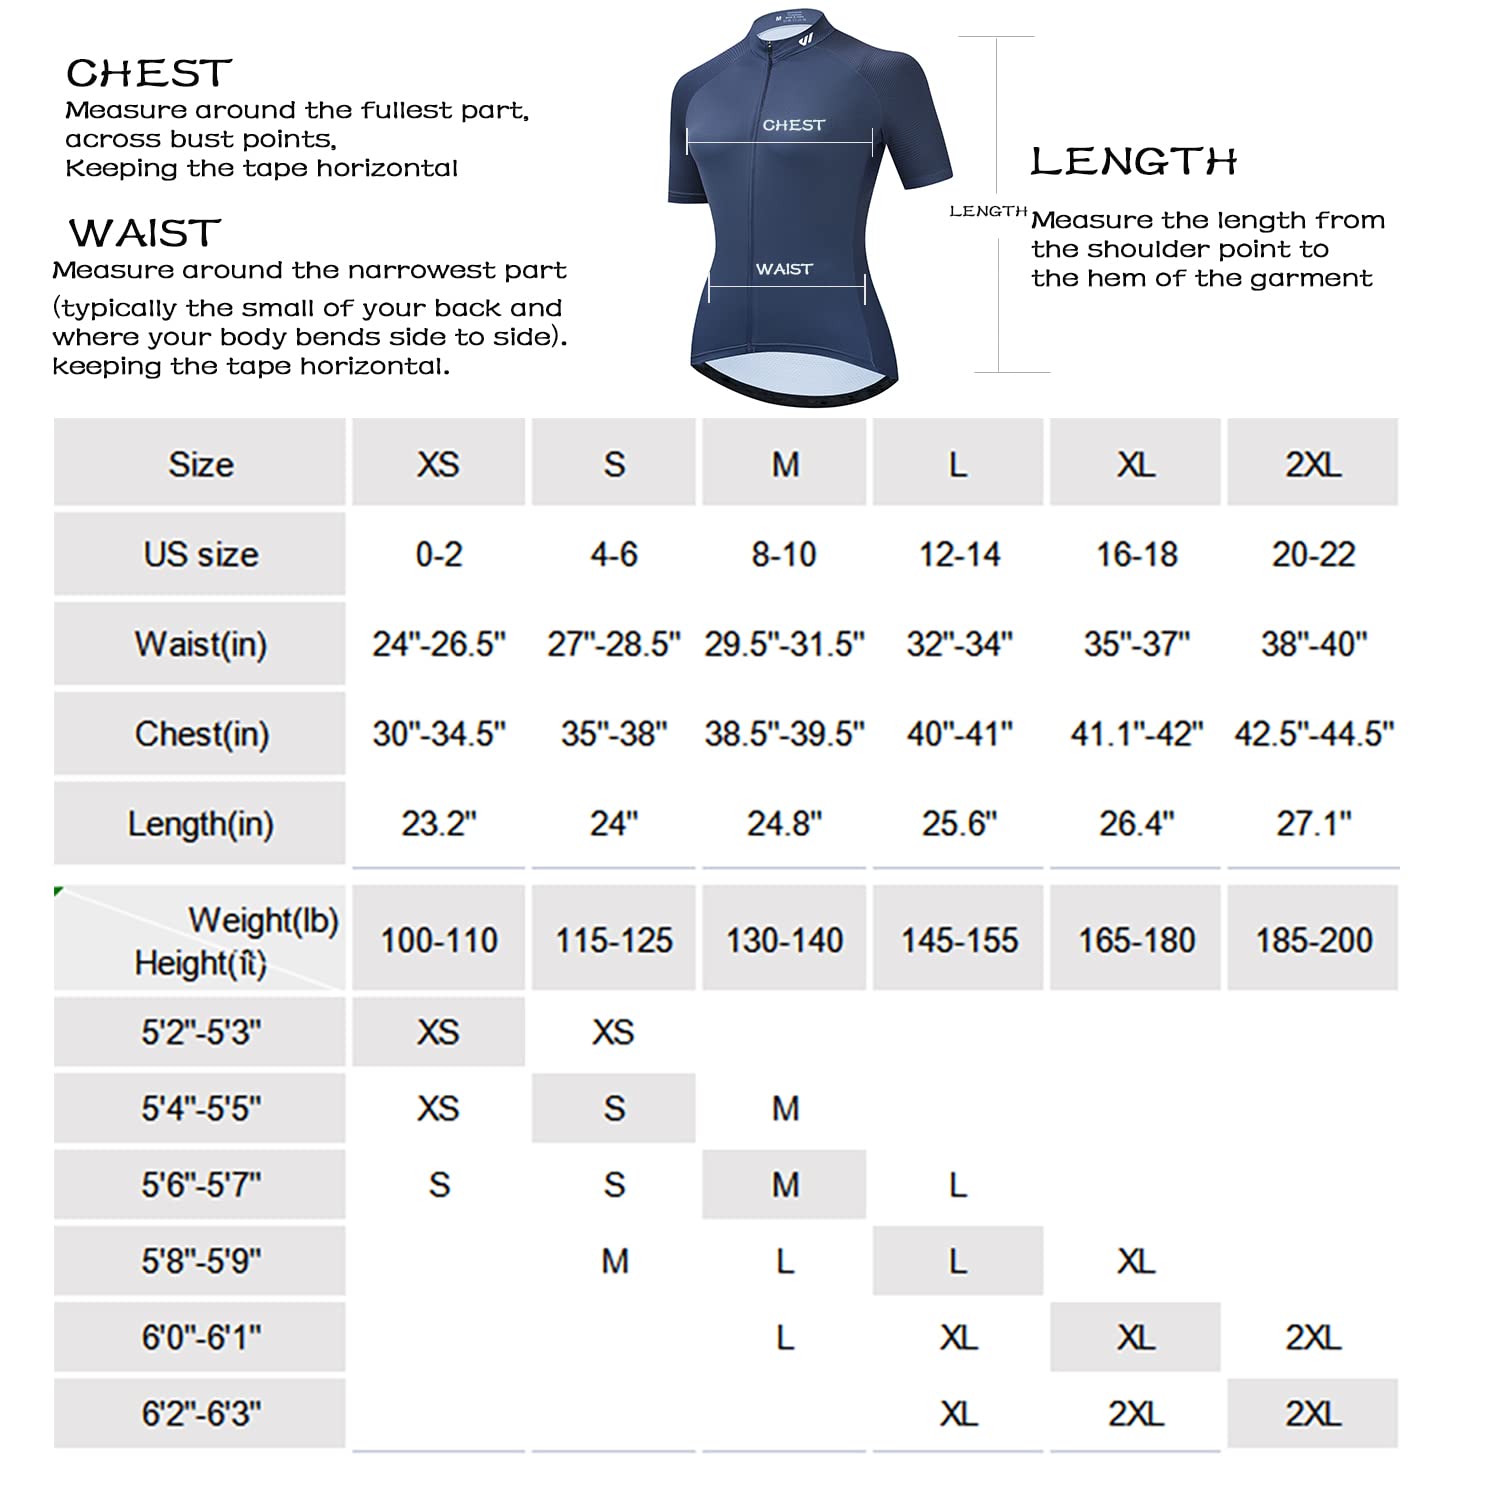 CHEST
Measure around the fullest part,
across bust points,
Keeping the tape horizontal
WAIST
Measure around the narrowest part
(typically the small of your back and
where your body bends side to side).
keeping the tape horizontal.
M
CHEST
WAIST
LENGTH
LENGTH
Measure the length from
the shoulder point to
the hem of the garment
Size XS S M L XL 2XL
US size 0-2 4-6 8-10 12-14 16-18 20-22
Waist(in) 24"-26.5" 27"-28.5" 29.5"-31.5" 32"-34" 35"-37" 38"-40"
Chest(in) 30"-34.5" 35"-38" 38.5"-39.5" 40"-41" 41.1"-42" 42.5"-44.5"
Length(in) 23.2" 24" 24.8" 25.6" 26.4" 27.1"
Weight(lb)
Height(ft) 100-110 115-125 130-140 145-155 165-180 185-200
5'2"-5'3" XS XS
5'4"-5'5" XS S M
5'6"-5'7" S S M L
5'8"-5'9" M L L XL
6'0"-6'1" L XL XL 2XL
6'2"-6'3" XL 2XL 2XL